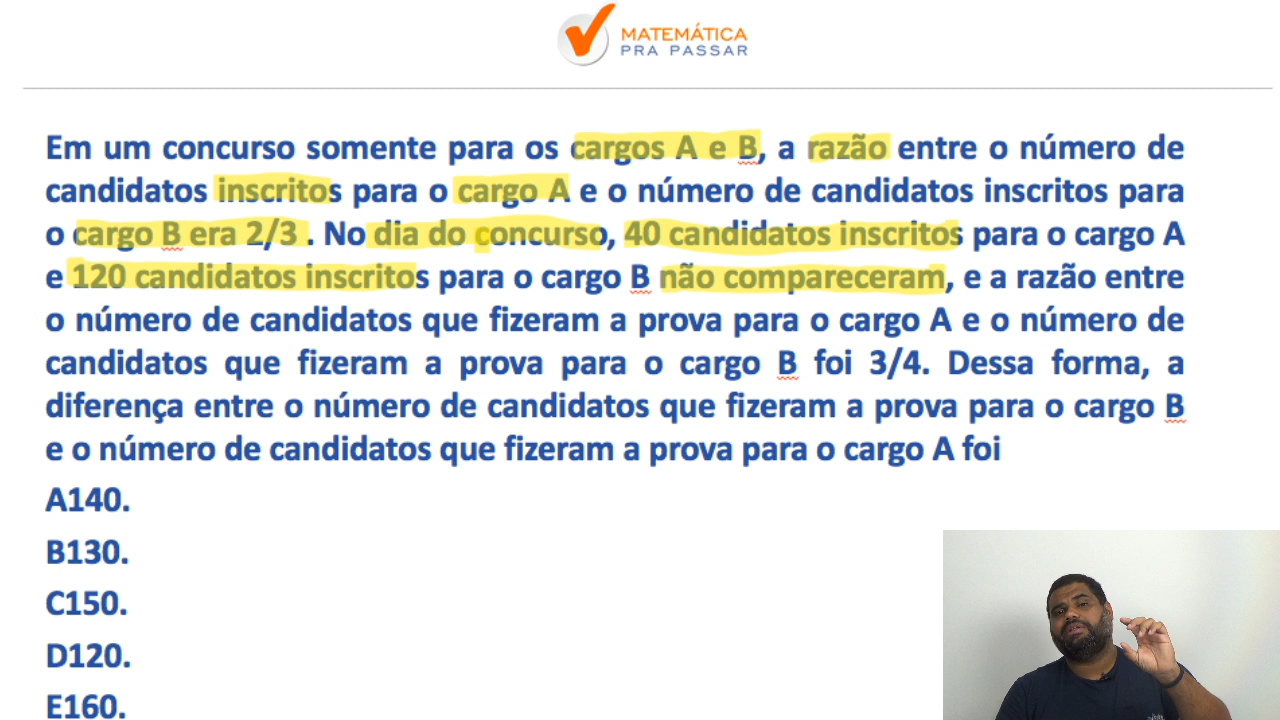 MATEMÁTICA
PRA PASSAR
Em um concurso somente para os cargos A e B, a razão entre o número de
candidatos inscritos para o cargo A e o número de candidatos inscritos para
o cargo B era 2/3 . No dia do concurso, 40 candidatos inscritos para o cargo A
e 120 candidatos inscritos para o cargo B não compareceram, e a razão entre
o número de candidatos que fizeram a prova para o cargo A e o número de
candidatos que fizeram a prova para o cargo B foi 3/4. Dessa forma, a
diferença entre o número de candidatos que fizeram a prova para o cargo B
e o número de candidatos que fizeram a prova para o cargo A foi
A140.
B130.
C150.
D120.
E160.